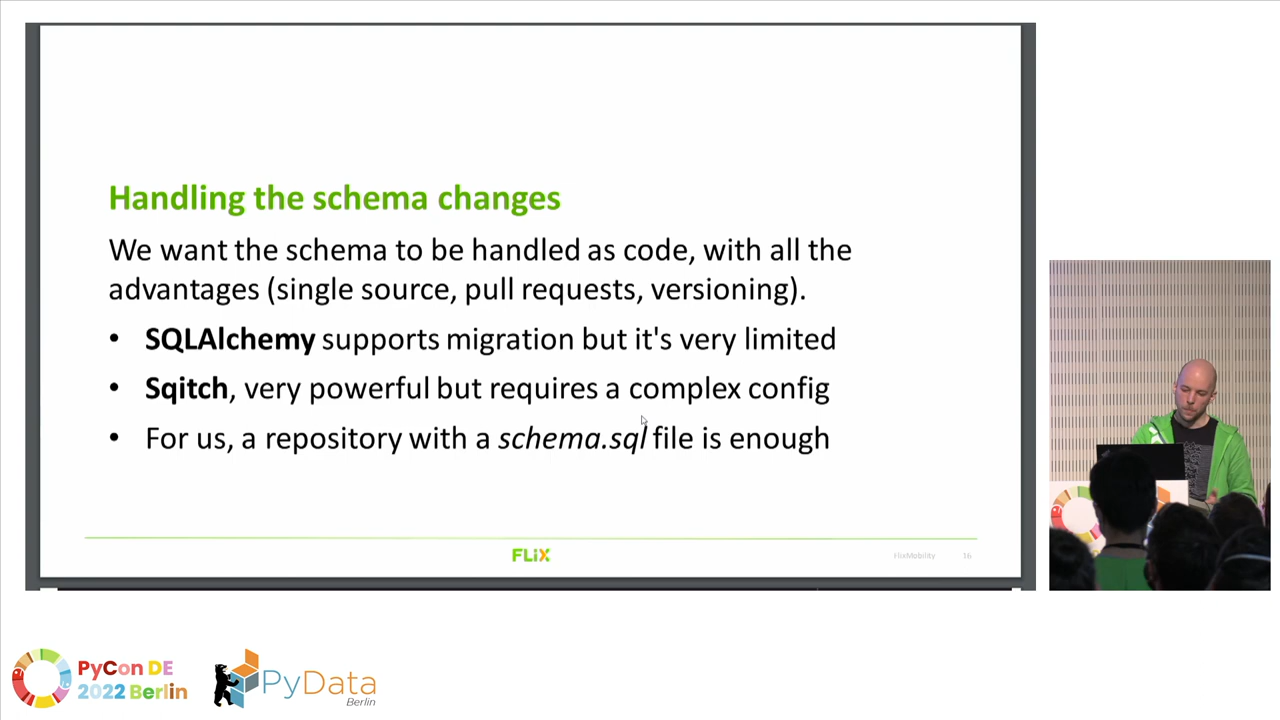 Handling the schema changes
We want the schema to be handled as code, with all the
advantages (single source, pull requests, versioning).
• SQLAlchemy supports migration but it's very limited
• Sqitch, very powerful but requires a complex config
• For us, a repository with a schema.sql file is enough
FLiX
FlixMobility 16
PyCon DE
2022 Berlin
PyData
Berlin